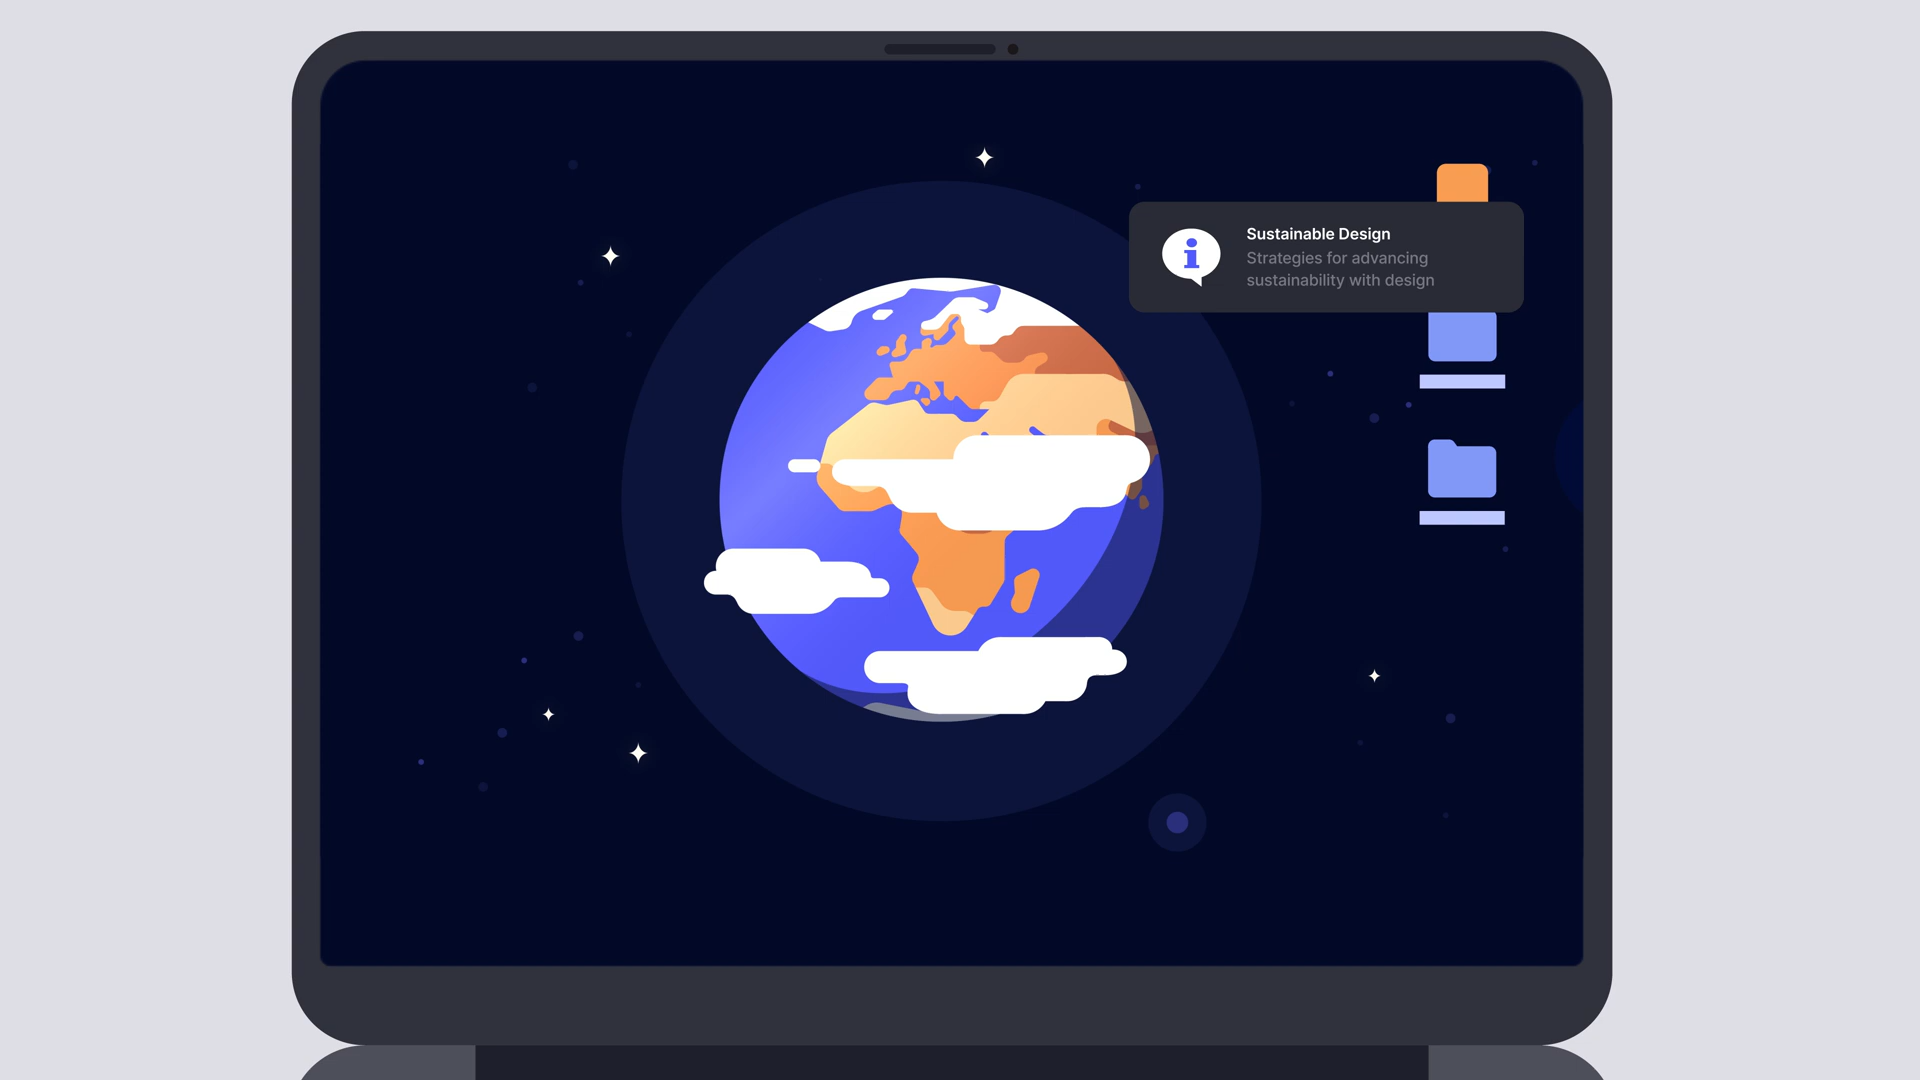 Sustainable Design
Strategies for advancing
sustainability with design